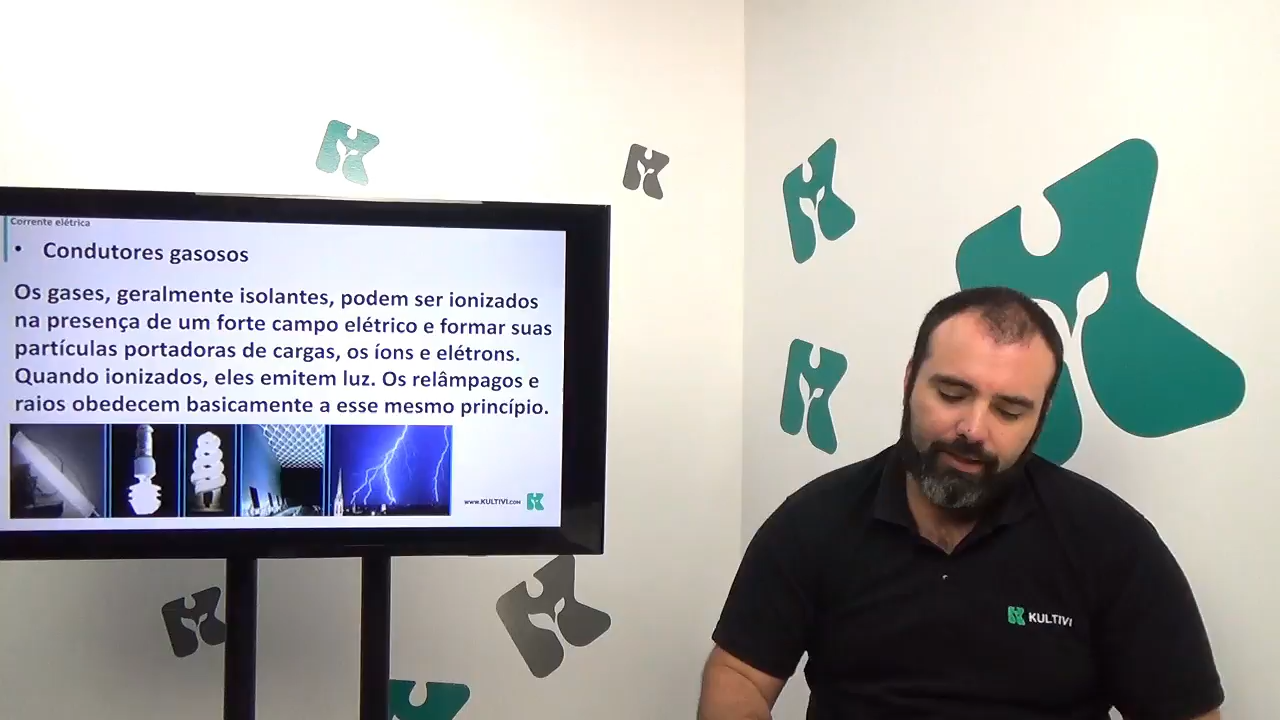 Corrente elétrica
• Condutores gasosos
Os gases, geralmente isolantes, podem ser ionizados
na presença de um forte campo elétrico e formar suas
partículas portadoras de cargas, os íons e elétrons.
Quando ionizados, eles emitem luz. Os relâmpagos e
raios obedecem basicamente a esse mesmo princípio.
www.KULTIVI.com
KULTIVI